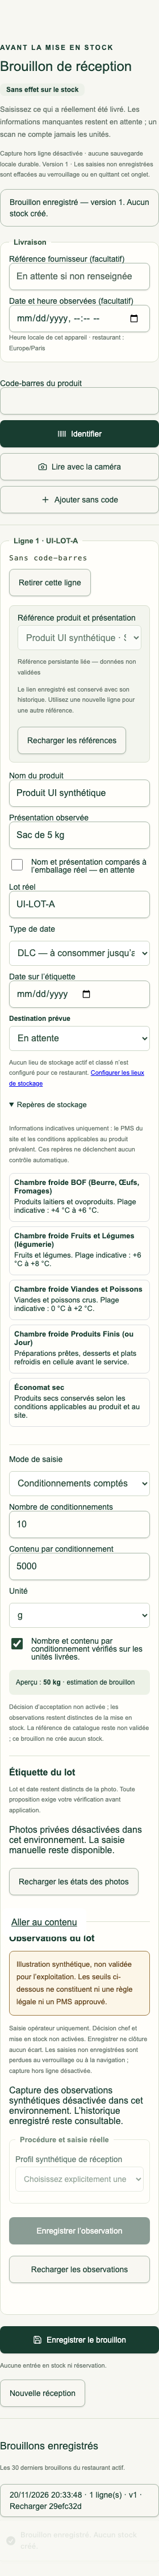 AVANT LA MISE EN STOCK
Brouillon de réception
Sans effet sur le stock
Saisissez ce qui a réellement été livré. Les
informations manquantes restent en attente ; un
scan ne compte jamais les unités.
Capture hors ligne désactivée · aucune sauvegarde
locale durable. Version 1 · Les saisies non enregistrées
sont effacées au verrouillage ou en quittant cet onglet.
Brouillon enregistré — version 1. Aucun
stock créé.
Livraison
Référence fournisseur (facultatif)
En attente si non renseignée
Date et heure observées (facultatif)
mm/dd/yyyy, --:-- --
Heure locale de cet appareil · restaurant :
Europe/Paris
Code-barres du produit
Identifier
Lire avec la caméra
Ajouter sans code
Ligne 1 · UI-LOT-A
Sans code-barres
Retirer cette ligne
Référence produit et présentation
Produit UI synthétique · S
Référence persistante liée — données non
validées
Le lien enregistré est conservé avec son
historique. Utilisez une nouvelle ligne pour
une autre référence.
Recharger les références
Nom du produit
Produit UI synthétique
Présentation observée
Sac de 5 kg
Nom et présentation comparés à
l'emballage réel — en attente
Lot réel
UI-LOT-A
Type de date
DLC — à consommer jusqu'a
Date sur l'étiquette
mm/dd/yyyy
Destination prévue
En attente
Aucun lieu de stockage actif et classé n'est
configuré pour ce restaurant. Configurer les lieux
de stockage
▼ Repères de stockage
Informations indicatives uniquement : le PMS du
site et les conditions applicables au produit
prévalent. Ces repères ne déclenchent aucun
contrôle automatique.
Chambre froide BOF (Beurre, Œufs,
Fromages)
Produits laitiers et ovoproduits. Plage
indicative : +4 °C à +6 °C.
Chambre froide Fruits et Légumes
(légumerie)
Fruits et légumes. Plage indicative : +6
°C à +8 °C.
Chambre froide Viandes et Poissons
Viandes et poissons crus. Plage
indicative : 0 °C à +2 °C.
Chambre froide Produits Finis (ou
Jour)
Préparations prêtes, desserts et plats
refroidis en cellule avant le service.
Économat sec
Produits secs conservés selon les
conditions applicables au produit et au
site.
Mode de saisie
Conditionnements comptés
Nombre de conditionnements
10
Contenu par conditionnement
5000
Unité
g
Nombre et contenu par
conditionnement vérifiés sur les
unités livrées.
Aperçu : 50 kg · estimation de brouillon
Décision d'acceptation non activée ; les
observations restent distinctes de la mise en
stock. La référence de catalogue reste non validée
; ce brouillon ne crée aucun stock.
Étiquette du lot
Lot et date restent distincts de la photo. Toute
proposition exige votre vérification avant
application.
Photos privées désactivées dans
cet environnement. La saisie
manuelle reste disponible.
Recharger les états des photos
Aller au contenu
Observations du lot
Illustration synthétique, non validée
pour l'exploitation. Les seuils ci-
dessous ne constituent ni une règle
légale ni un PMS approuvé.
Saisie opérateur uniquement. Décision chef et
mise en stock non activées. Enregistrer ne clôture
aucun écart. Les observations non enregistrées sont
perdues au verrouillage ou à la navigation ;
capture hors ligne désactivée.
Capture des observations
synthétiques désactivée dans cet
environnement. L'historique
enregistré reste consultable.
Procédure et saisie réelle
Profil synthétique de réception
Choisissez explicitement une
Enregistrer l'observation
Recharger les observations
Enregistrer le brouillon
Aucune entrée en stock ni réservation.
Nouvelle réception
Brouillons enregistrés
Les 30 derniers brouillons du restaurant actif.
20/11/2026 20:33:48 · 1 ligne(s) · v1 ·
Recharger 29efc32d
Brouillon enregistré. Aucun stock
créé.